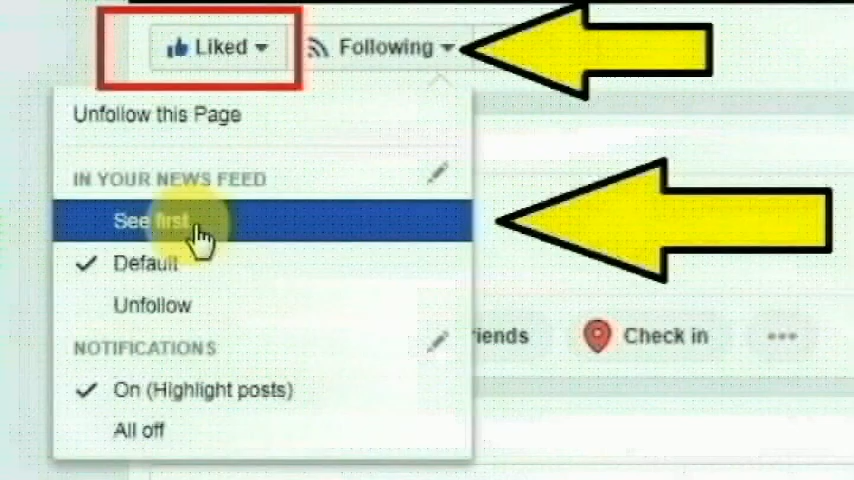 Liked Following
Unfollow this Page
IN YOUR NEWS FEED
See first
Default
Unfollow
riends Check in
NOTIFICATIONS
On (Highlight posts)
All off